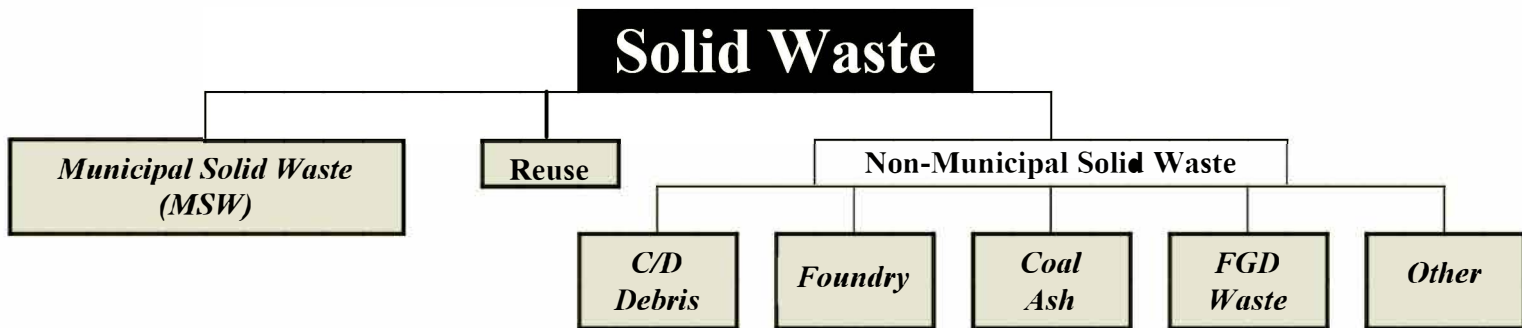 Solid Waste
Municipal Solid Waste
(MSW)
Reuse
Non-Municipal Solid Waste
C/D
Debris
Foundry
Coal
Ash
FGD
Waste
Other